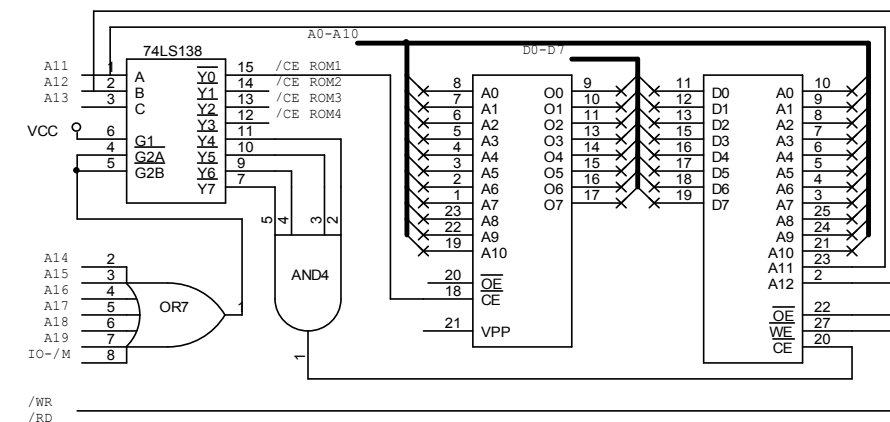 A0-A10
D0-D7
74LS138
A11 1 A Y0 15 /CE ROM1
A12 2 B Y1 14 /CE ROM2
A13 3 C Y2 13 /CE ROM3
Y3 12 /CE ROM4
VCC 6 G1 Y4 11
4 G2A Y5 10
5 G2B Y6 9
Y7 7
5 4 3 2
AND4
1
A14 2
A15 3
A16 4
A17 5
A18 6
A19 7
IO-/M 8
OR7
1
8 A0 O0 9
7 A1 O1 10
6 A2 O2 11
5 A3 O3 13
4 A4 O4 14
3 A5 O5 15
2 A6 O6 16
1 A7 O7 17
23 A8
22 A9
19 A10
20 OE
18 CE
21 VPP
11 D0 A0 10
12 D1 A1 9
13 D2 A2 8
15 D3 A3 7
16 D4 A4 6
17 D5 A5 5
18 D6 A6 4
19 D7 A7 3
A8 25
A9 24
A10 21
A11 23
A12 2
OE 22
WE 27
CE 20
/WR
/RD